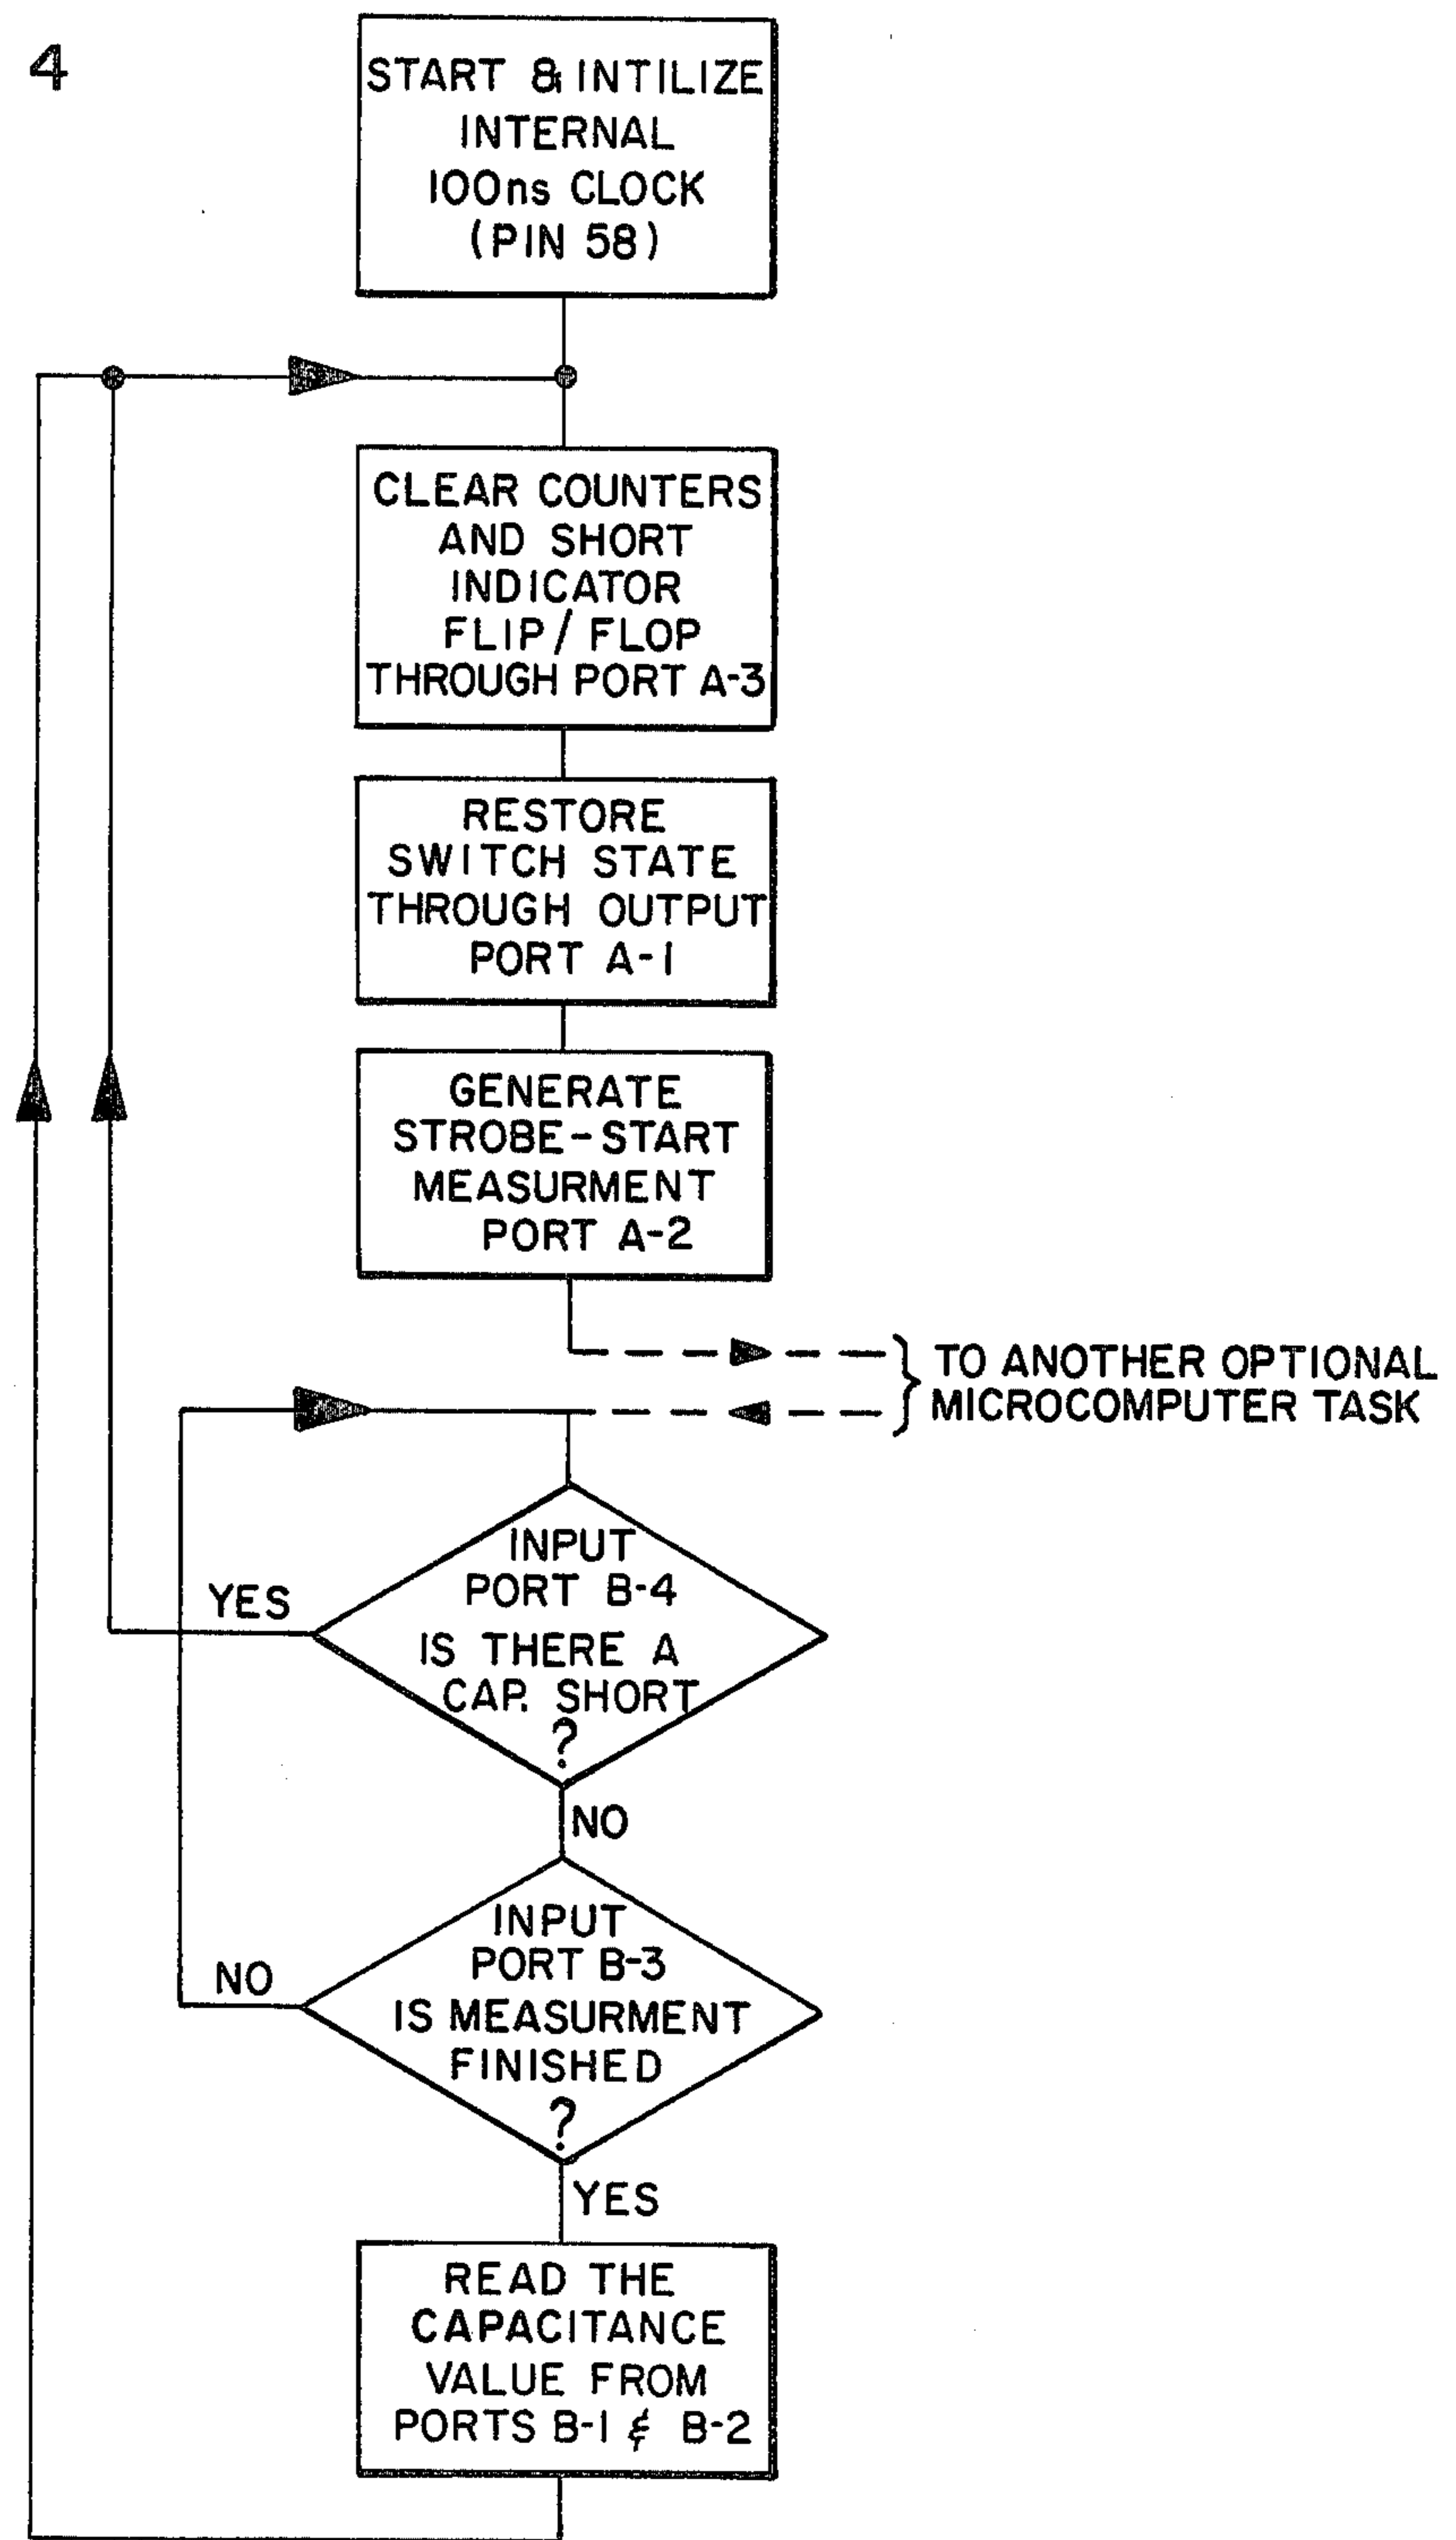 4
START & INTILIZE
INTERNAL
100ns CLOCK
(PIN 58)
CLEAR COUNTERS
AND SHORT
INDICATOR
FLIP/FLOP
THROUGH PORT A-3
RESTORE
SWITCH STATE
THROUGH OUTPUT
PORT A-1
GENERATE
STROBE-START
MEASURMENT
PORT A-2
TO ANOTHER OPTIONAL
MICROCOMPUTER TASK
INPUT
PORT B-4
IS THERE A
CAP. SHORT
?
YES
NO
INPUT
PORT B-3
IS MEASURMENT
FINISHED
?
NO
YES
READ THE
CAPACITANCE
VALUE FROM
PORTS B-1 & B-2